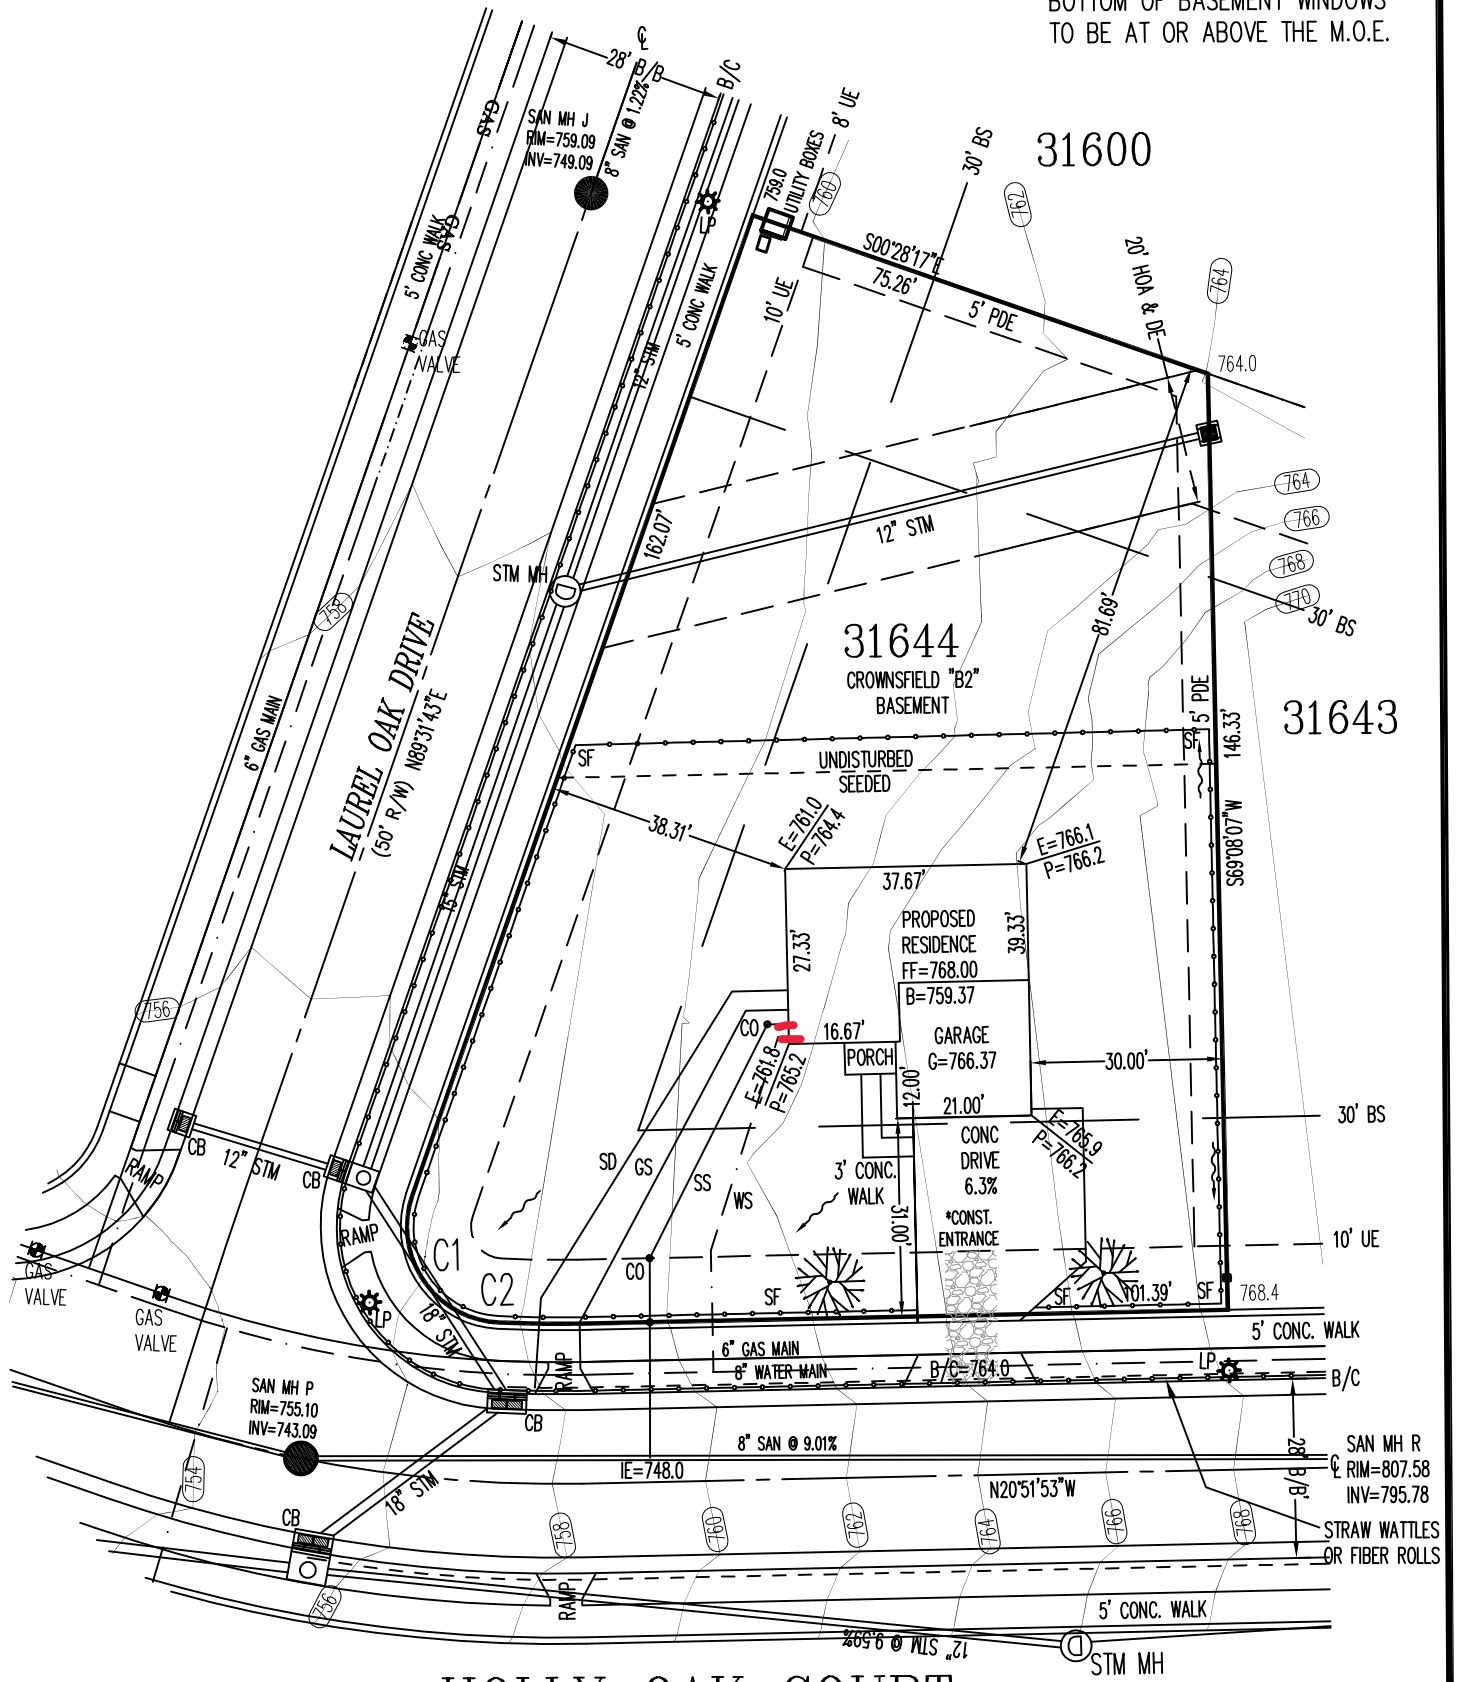 BOTTOM OF BASEMENT WINDOWS
TO BE AT OR ABOVE THE M.O.E.
℄
28' B/B
B/C
GAS
SAN MH J
RIM=759.09
INV=749.09
8" SAN @ 1.22%
LP
759.0
UTILITY BOXES
8' UE
760
30' BS
31600
762
5' CONC WALK
GAS
S00°28'17"E
75.26'
5' PDE
20' HOA & DE
764
5' CONC WALK
10' UE
GAS
VALVE
12" STM
764.0
162.07'
12" STM
764
766
768
770
STM MH
30' BS
81.69'
758
31644
CROWNSFIELD "B2"
BASEMENT
LAUREL OAK DRIVE
(50' R/W) N89°31'43"E
6" GAS MAIN
5' PDE
31643
146.33'
SF
UNDISTURBED
SEEDED
SF
38.31'
E=761.0
P=764.4
E=766.1
P=766.2
S69°08'07"W
37.67'
15" STM
27.33'
PROPOSED
RESIDENCE
FF=768.00
39.33'
B=759.37
756
CO
16.67'
GARAGE
G=766.37
PORCH
30.00'
E=761.8
P=765.2
12.00'
21.00'
E=765.9
P=766.2
30' BS
CB
12" STM
CB
RAMP
SD
GS
SS
WS
3' CONC.
WALK
CONC
DRIVE
6.3%
31.00'
*CONST.
ENTRANCE
RAMP
10' UE
C1
C2
CO
GAS
VALVE
GAS
VALVE
LP
18" STM
SF
SF
101.39'
SF
768.4
5' CONC. WALK
6" GAS MAIN
8" WATER MAIN
RAMP
B/C=764.0
LP
B/C
SAN MH P
RIM=755.10
INV=743.09
CB
8" SAN @ 9.01%
IE=748.0
N20°51'53"W
28' B/B'
℄
SAN MH R
RIM=807.58
INV=795.78
754
18" STM
CB
758
760
762
764
766
768
STRAW WATTLES
OR FIBER ROLLS
756
RAMP
5' CONC. WALK
12" STM @ 9.59%
STM MH
HOLLY OAK COURT